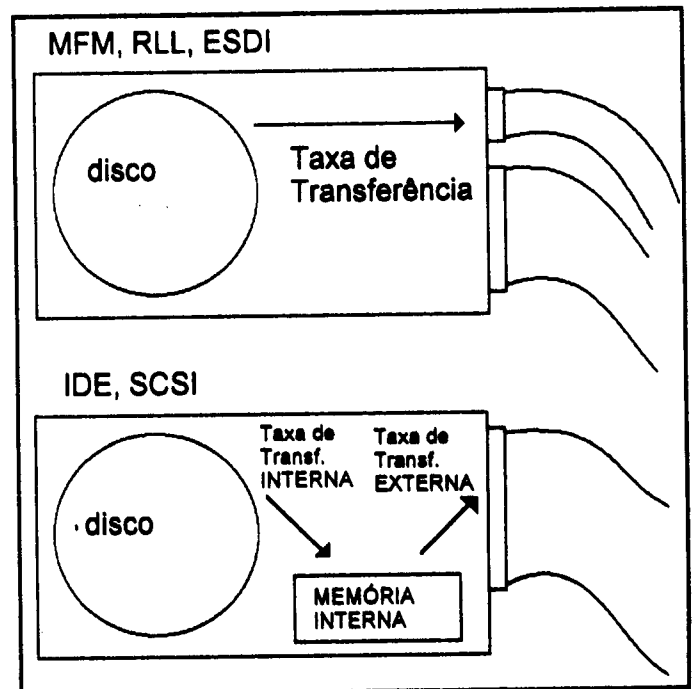 MFM, RLL, ESDI
disco
Taxa de
Transferência
IDE, SCSI
disco
Taxa de
Transf.
INTERNA
Taxa de
Transf.
EXTERNA
MEMÓRIA
INTERNA